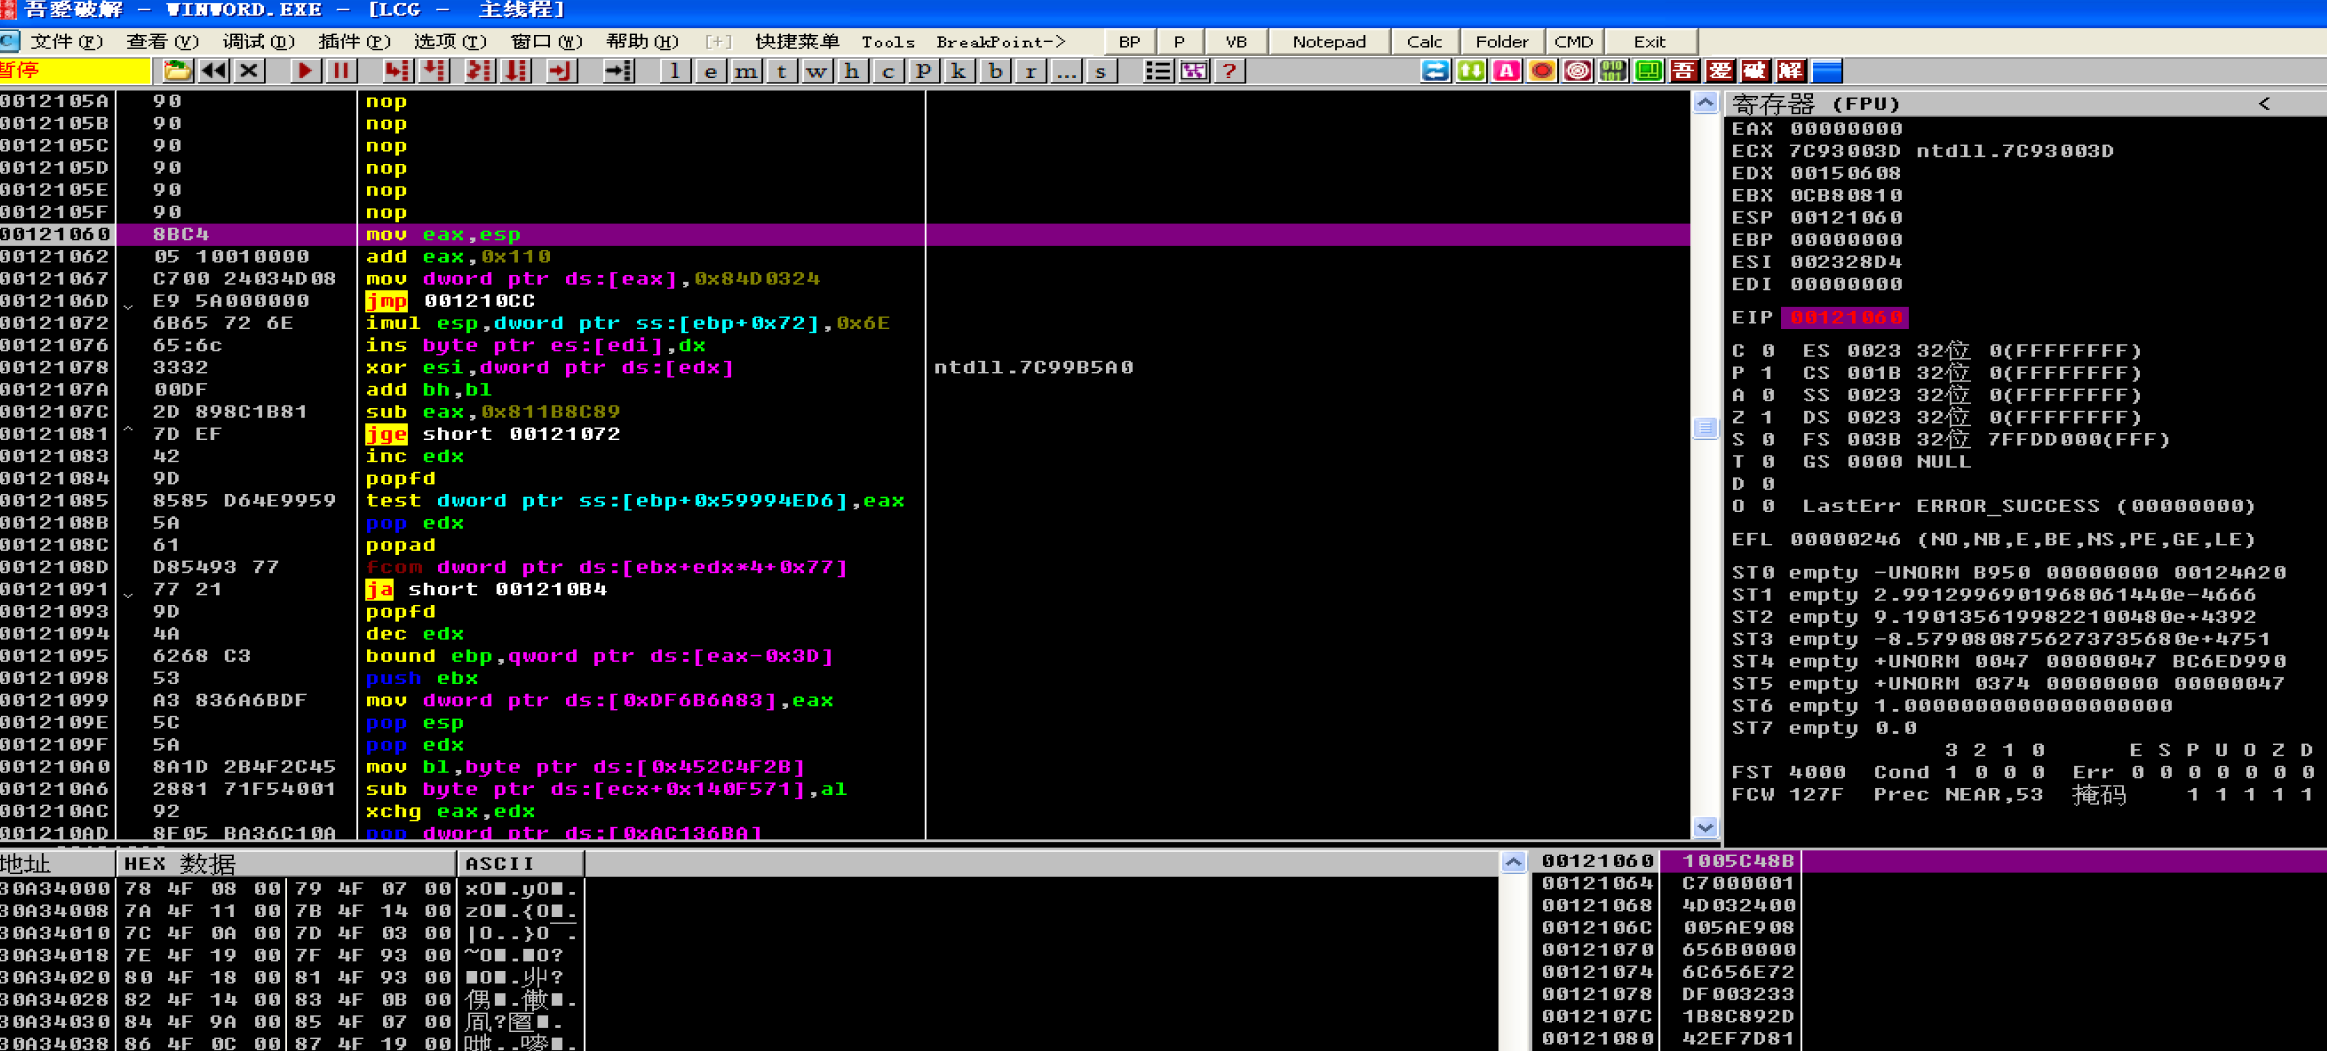 吾愛破解 - WINWORD.EXE - [LCG - 主线程]
文件(F) 查看(V) 调试(D) 插件(P) 选项(T) 窗口(W) 帮助(H) [+] 快捷菜单 Tools BreakPoint-> BP P VB Notepad Calc Folder CMD Exit
暂停 l e m t w h c P k b r ... s ? A 吾 爱 破 解
0012105A 90 nop
0012105B 90 nop
0012105C 90 nop
0012105D 90 nop
0012105E 90 nop
0012105F 90 nop
00121060 8BC4 mov eax,esp
00121062 05 10010000 add eax,0x110
00121067 C700 24034D08 mov dword ptr ds:[eax],0x84D0324
0012106D E9 5A000000 jmp 001210CC
00121072 6B65 72 6E imul esp,dword ptr ss:[ebp+0x72],0x6E
00121076 65:6c ins byte ptr es:[edi],dx
00121078 3332 xor esi,dword ptr ds:[edx] ntdll.7C99B5A0
0012107A 00DF add bh,bl
0012107C 2D 898C1B81 sub eax,0x811B8C89
00121081 ^ 7D EF jge short 00121072
00121083 42 inc edx
00121084 9D popfd
00121085 8585 D64E9959 test dword ptr ss:[ebp+0x59994ED6],eax
0012108B 5A pop edx
0012108C 61 popad
0012108D D85493 77 fcom dword ptr ds:[ebx+edx*4+0x77]
00121091 77 21 ja short 001210B4
00121093 9D popfd
00121094 4A dec edx
00121095 6268 C3 bound ebp,qword ptr ds:[eax-0x3D]
00121098 53 push ebx
00121099 A3 836A6BDF mov dword ptr ds:[0xDF6B6A83],eax
0012109E 5C pop esp
0012109F 5A pop edx
001210A0 8A1D 2B4F2C45 mov bl,byte ptr ds:[0x452C4F2B]
001210A6 2881 71F54001 sub byte ptr ds:[ecx+0x140F571],al
001210AC 92 xchg eax,edx
001210AD 8F05 BA36C10A pop dword ptr ds:[0xAC136BA]
寄存器 (FPU) <
EAX 00000000
ECX 7C93003D ntdll.7C93003D
EDX 00150608
EBX 0CB80810
ESP 00121060
EBP 00000000
ESI 002328D4
EDI 00000000
EIP 00121060
C 0 ES 0023 32位 0(FFFFFFFF)
P 1 CS 001B 32位 0(FFFFFFFF)
A 0 SS 0023 32位 0(FFFFFFFF)
Z 1 DS 0023 32位 0(FFFFFFFF)
S 0 FS 003B 32位 7FFDD000(FFF)
T 0 GS 0000 NULL
D 0
O 0 LastErr ERROR_SUCCESS (00000000)
EFL 00000246 (NO,NB,E,BE,NS,PE,GE,LE)
ST0 empty -UNORM B950 00000000 00124A20
ST1 empty 2.9912996901968061440e-4666
ST2 empty 9.1901356199822100480e+4392
ST3 empty -8.5790808756273735680e+4751
ST4 empty +UNORM 0047 00000047 BC6ED990
ST5 empty +UNORM 0374 00000000 00000047
ST6 empty 1.0000000000000000000
ST7 empty 0.0
3 2 1 0 E S P U O Z D
FST 4000 Cond 1 0 0 0 Err 0 0 0 0 0 0 0
FCW 127F Prec NEAR,53 掩码 1 1 1 1 1
地址 HEX 数据 ASCII
30A34000 78 4F 08 00 79 4F 07 00 xO■.yO■.
30A34008 7A 4F 11 00 7B 4F 14 00 zO■.{O■.
30A34010 7C 4F 0A 00 7D 4F 03 00 |O..}O .
30A34018 7E 4F 19 00 7F 4F 93 00 ~O■.■O?
30A34020 80 4F 18 00 81 4F 93 00 ■O■.
30A34028 82 4F 14 00 83 4F 0B 00
30A34030 84 4F 9A 00 85 4F 07 00
30A34038 86 4F 0C 00 87 4F 19 00
00121060 1005C48B
00121064 C7000001
00121068 4D032400
0012106C 005AE908
00121070 656B0000
00121074 6C656E72
00121078 DF003233
0012107C 1B8C892D
00121080 42EF7D81